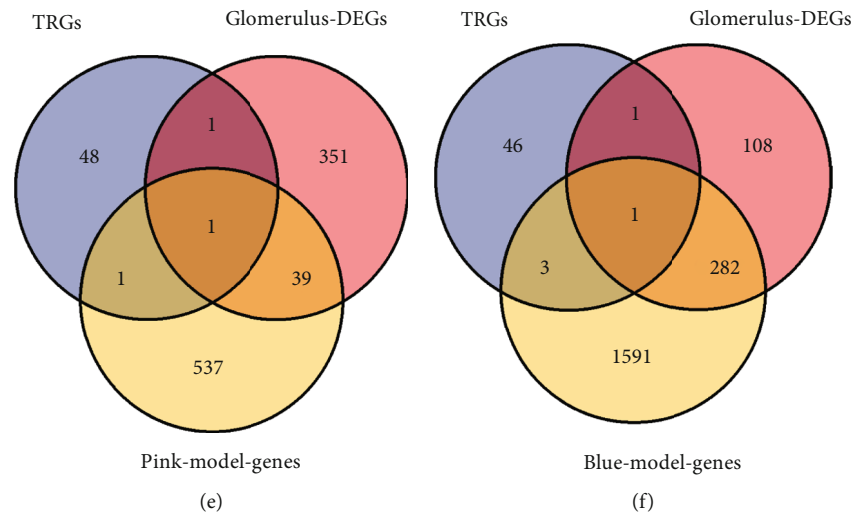 TRGs
Glomerulus-DEGs
48
1
351
1
1
39
537
Pink-model-genes
(e)
TRGs
Glomerulus-DEGs
46
1
108
1
3
282
1591
Blue-model-genes
(f)